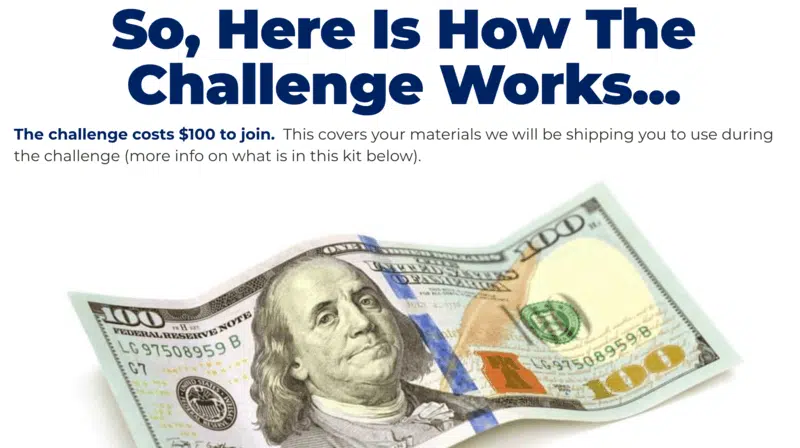 So, Here Is How The
Challenge Works...
The challenge costs $100 to join.  This covers your materials we will be shipping you to use during
the challenge (more info on what is in this kit below).
100
FEDERAL RESERVE NOTE
LG 97508959 B
G7
ONE HUNDRED DOLLARS
THE
UNITED STATES
OF AMERICA
100
LG 97508959 B
100